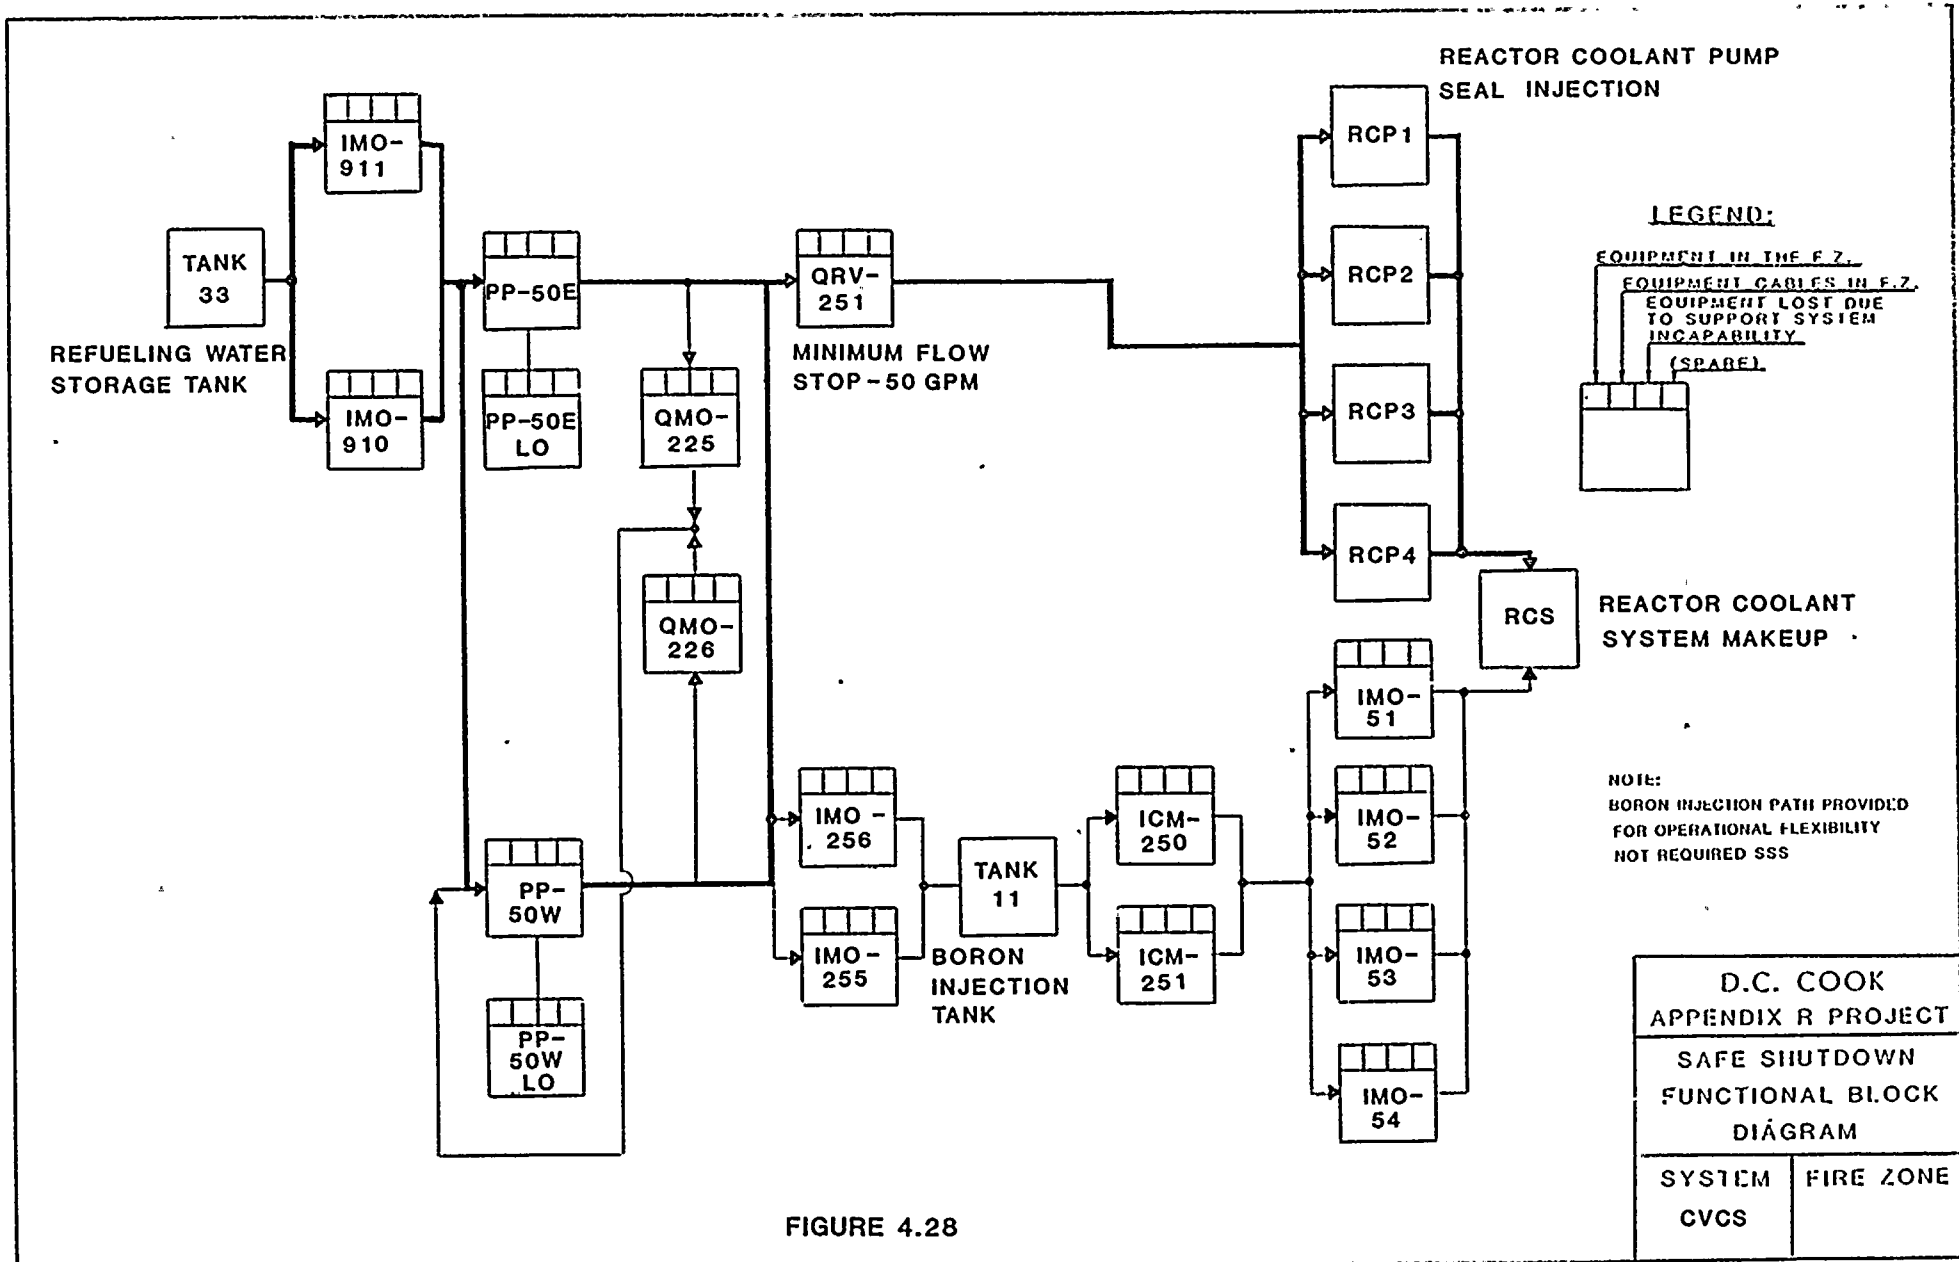 REACTOR COOLANT PUMP
SEAL INJECTION
IMO-
911
RCP1
TANK
33
REFUELING WATER
STORAGE TANK
IMO-
910
PP-50E
PP-50E
LO
QMO-
225
QMO-
226
QRV-
251
MINIMUM FLOW
STOP-50 GPM
RCP2
RCP3
RCP4
LEGEND:
EQUIPMENT IN THE F.Z.
EQUIPMENT CABLES IN F.Z.
EQUIPMENT LOST DUE
TO SUPPORT SYSTEM
INCAPABILITY
(SPARE)
RCS
REACTOR COOLANT
SYSTEM MAKEUP
PP-
50W
PP-
50W
LO
IMO-
256
IMO-
255
TANK
11
BORON
INJECTION
TANK
ICM-
250
ICM-
251
IMO-
51
IMO-
52
IMO-
53
IMO-
54
NOTE:
BORON INJECTION PATH PROVIDED
FOR OPERATIONAL FLEXIBILITY
NOT REQUIRED SSS
D.C. COOK
APPENDIX R PROJECT
SAFE SHUTDOWN
FUNCTIONAL BLOCK
DIAGRAM
SYSTEM
CVCS
FIRE ZONE
FIGURE 4.28